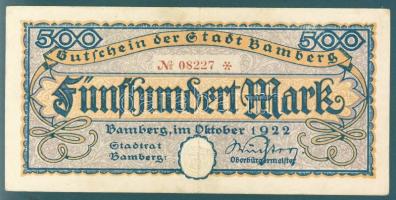 500 500
Gutschein der Stadt Bamberg
№ 08227 *
Fünfhundert Mark
Bamberg, im Oktober 1922
Stadtrat
Bamberg:
Oberbürgermeister